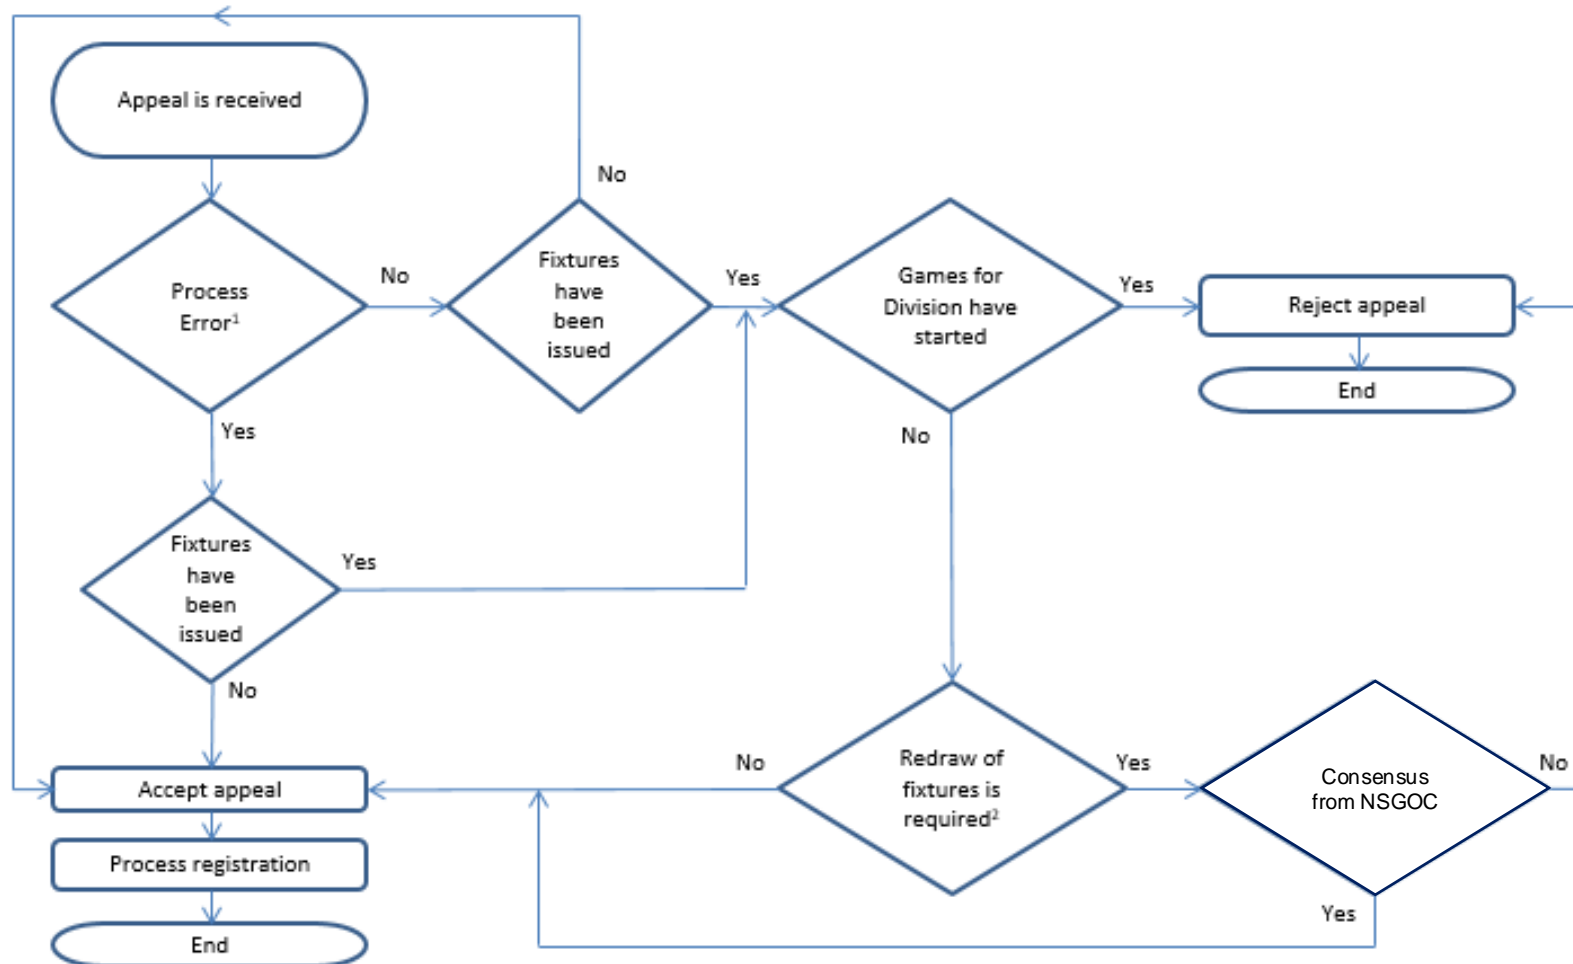 Appeal is received
No
Process
Error¹
No
Fixtures
have
been
issued
Yes
Games for
Division have
started
Yes
Reject appeal
End
Yes
No
Fixtures
have
been
issued
Yes
No
Accept appeal
Process registration
End
No
Redraw of
fixtures is
required²
Yes
Consensus
from NSGOC
No
Yes